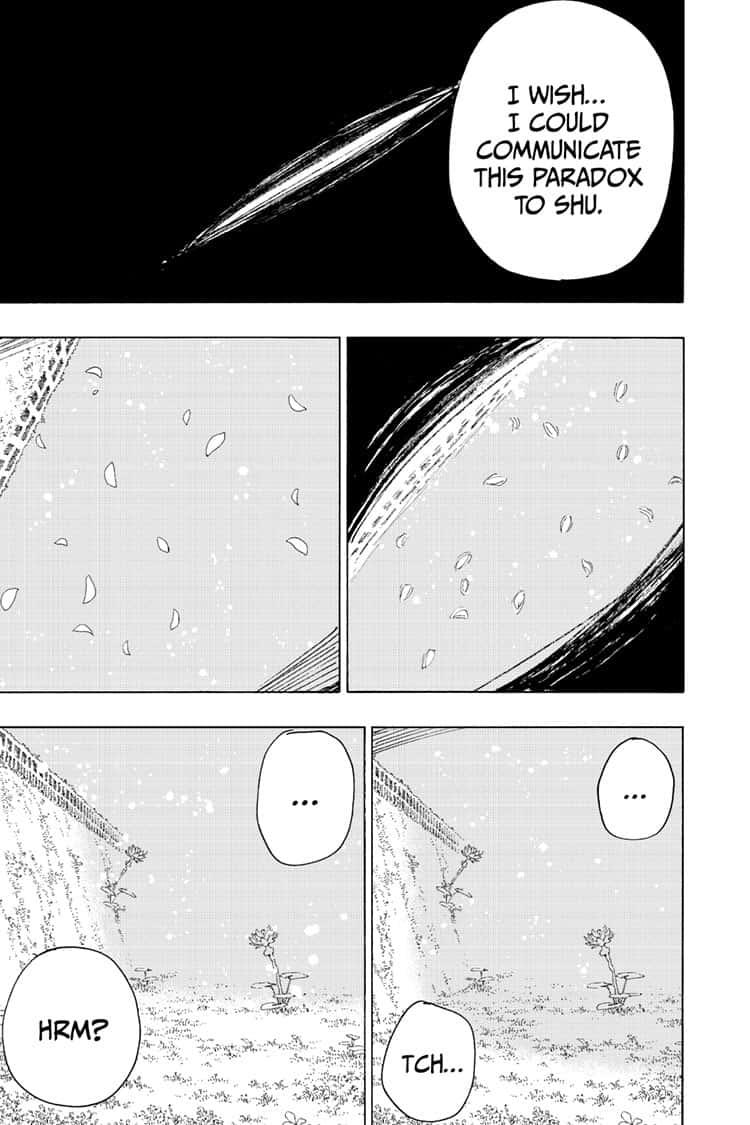 I WISH...
I COULD
COMMUNICATE
THIS PARADOX
TO SHU.
...
TCH...
...
HRM?